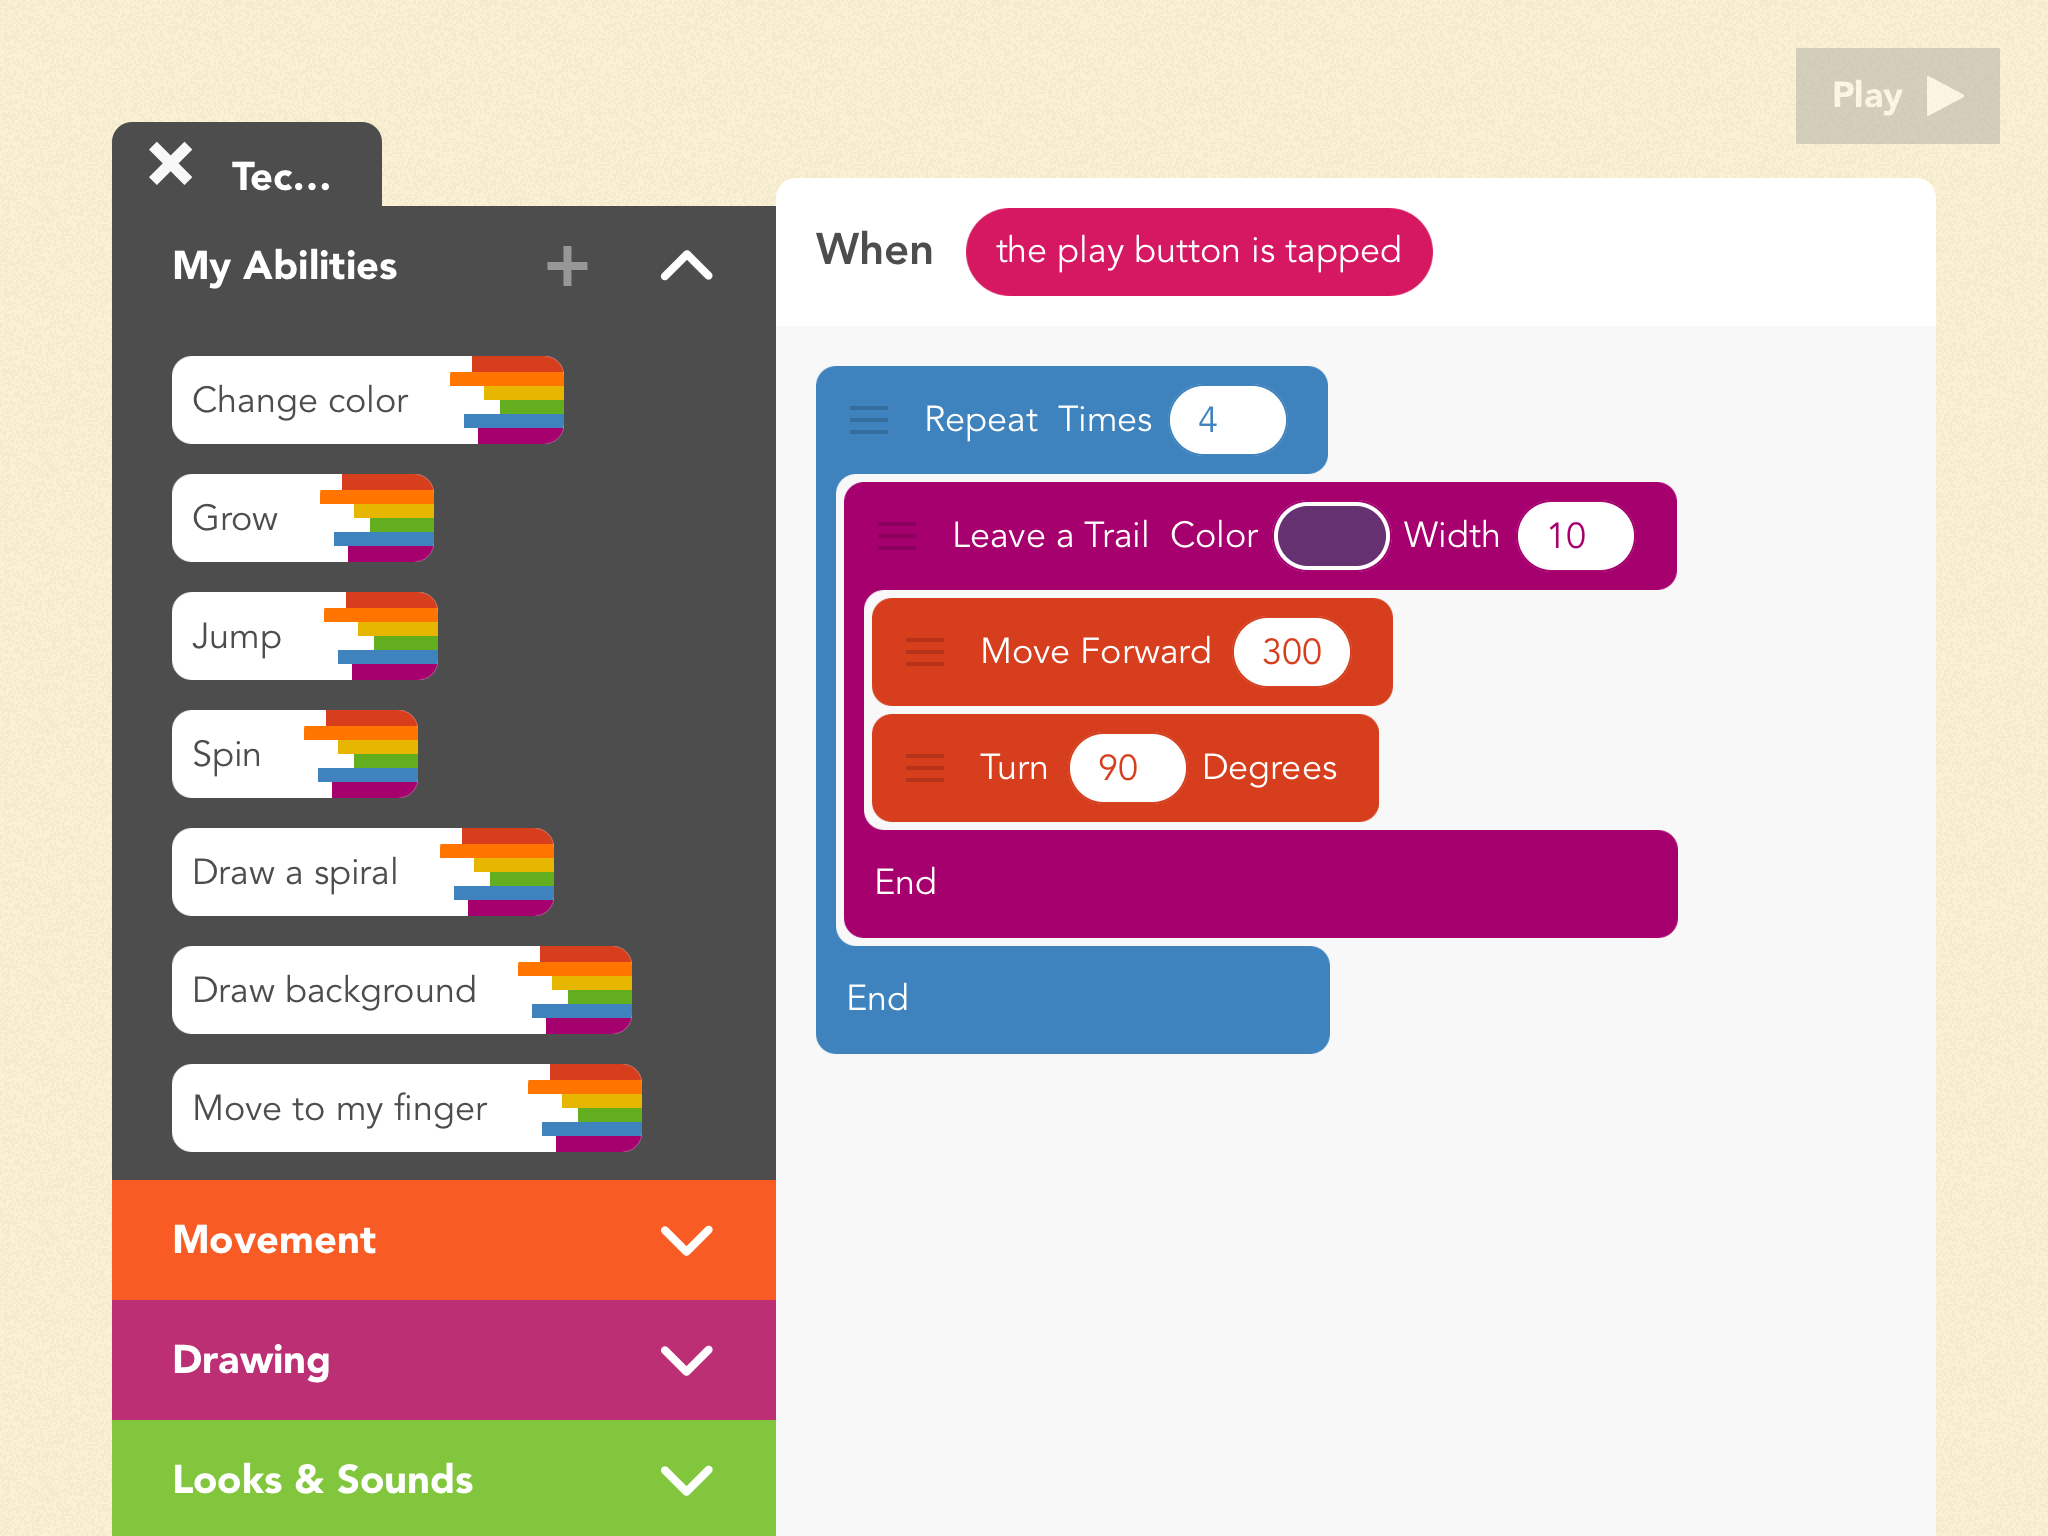 Play
Tec...
My Abilities
Change color
Grow
Jump
Spin
Draw a spiral
Draw background
Move to my finger
Movement
Drawing
Looks & Sounds
When the play button is tapped
Repeat Times 4
Leave a Trail Color Width 10
Move Forward 300
Turn 90 Degrees
End
End